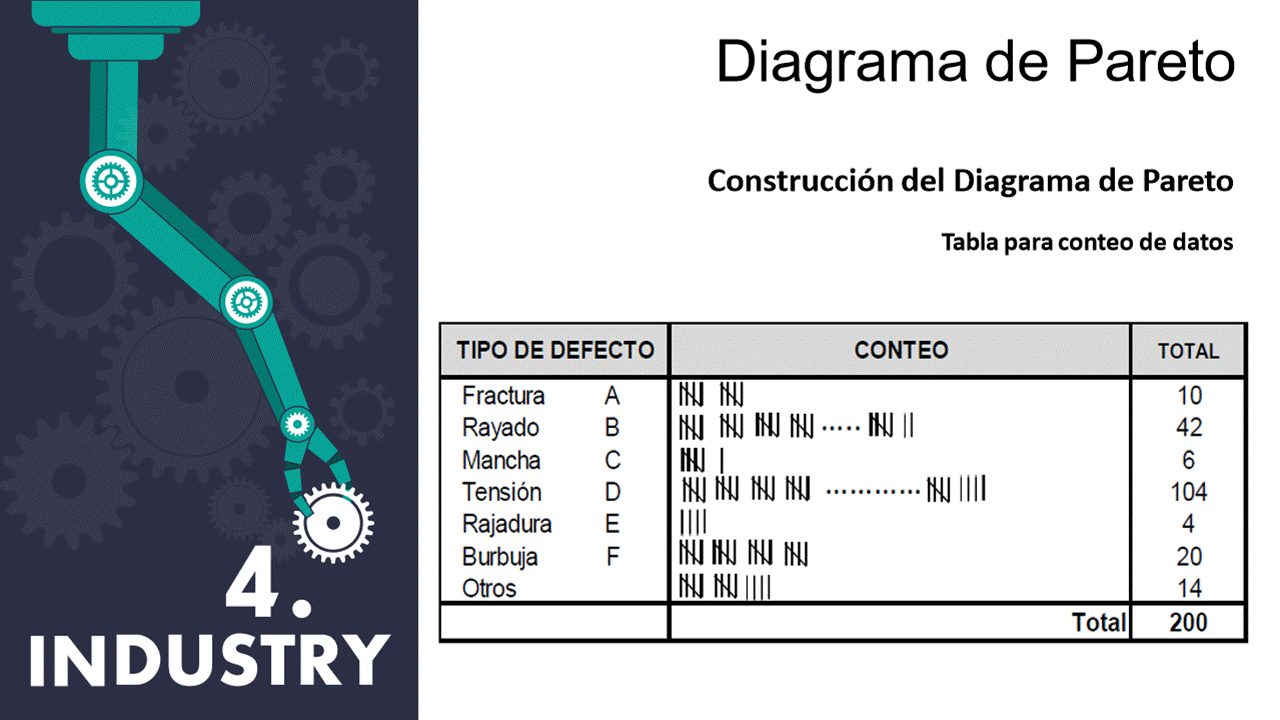 Diagrama de Pareto
Construcción del Diagrama de Pareto
Tabla para conteo de datos
TIPO DE DEFECTO CONTEO TOTAL
Fractura A 10
Rayado B 42
Mancha C 6
Tensión D 104
Rajadura E 4
Burbuja F 20
Otros 14
Total 200
4.
INDUSTRY